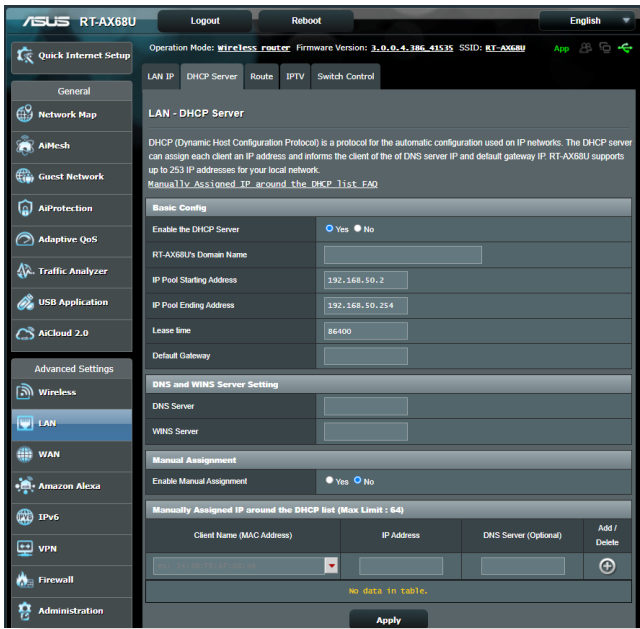 ASUS RT-AX68U Logout Reboot English
Operation Mode: Wireless router Firmware Version: 3.0.0.4.386_41535 SSID: RT-AX68U App
Quick Internet Setup
General
Network Map
AiMesh
Guest Network
AiProtection
Adaptive QoS
Traffic Analyzer
USB Application
AiCloud 2.0
Advanced Settings
Wireless
LAN
WAN
Amazon Alexa
IPv6
VPN
Firewall
Administration
LAN IP DHCP Server Route IPTV Switch Control
LAN - DHCP Server
DHCP (Dynamic Host Configuration Protocol) is a protocol for the automatic configuration used on IP networks. The DHCP server
can assign each client an IP address and informs the client of the of DNS server IP and default gateway IP. RT-AX68U supports
up to 253 IP addresses for your local network.
Manually Assigned IP around the DHCP list FAQ
Basic Config
Enable the DHCP Server Yes No
RT-AX68U's Domain Name
IP Pool Starting Address 192.168.50.2
IP Pool Ending Address 192.168.50.254
Lease time 86400
Default Gateway
DNS and WINS Server Setting
DNS Server
WINS Server
Manual Assignment
Enable Manual Assignment Yes No
Manually Assigned IP around the DHCP list (Max Limit : 64)
Client Name (MAC Address) IP Address DNS Server (Optional) Add /
Delete
No data in table.
Apply